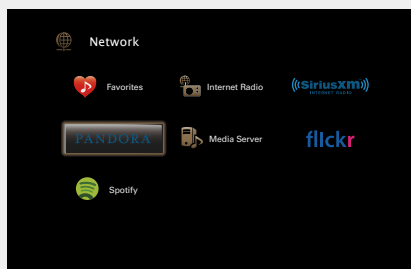 Network
Favorites
Internet Radio
((SiriusXM))
INTERNET RADIO
PANDORA
Media Server
flickr
Spotify